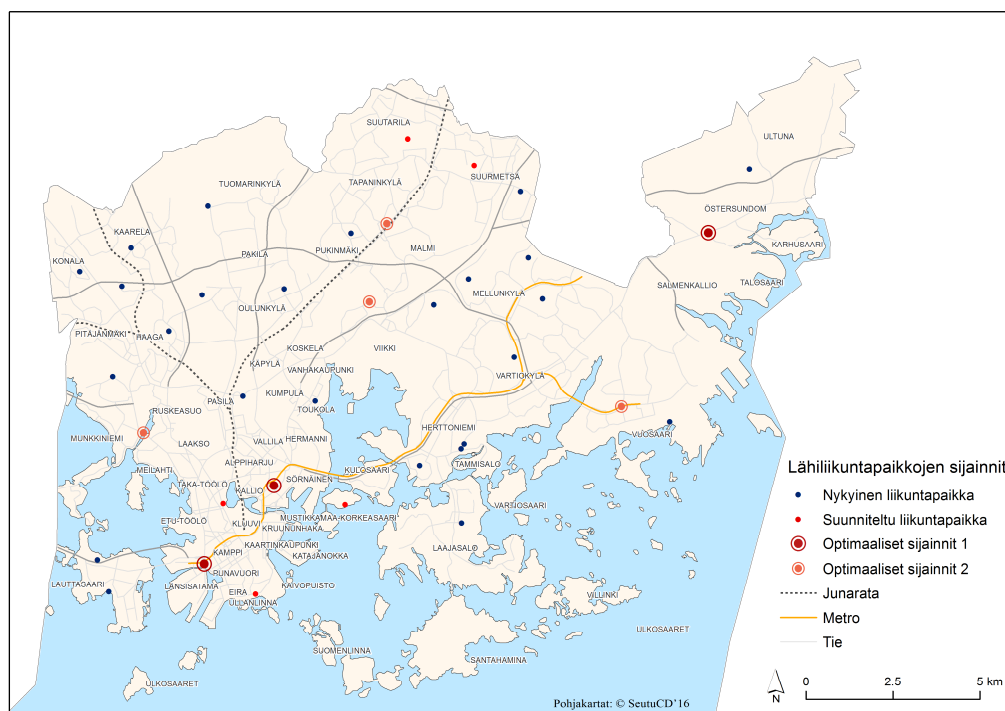 SUUTARILA
ULTUNA
TUOMARINKYLÄ
TAPANINKYLÄ
SUURMETSÄ
ÖSTERSUNDOM
KAARELA
PUKINMÄKI
MALMI
KARHUSAARI
KONALA
PAKILA
SALMENKALLIO
TALOSAARI
MELLUNKYLÄ
OULUNKYLÄ
PITÄJÄNMÄKI
HAAGA
KOSKELA
VIIKKI
KÄPYLÄ
VANHAKAUPUNKI
VARTIOKYLÄ
KUMPULA
PASILA
TOUKOLA
RUSKEASUO
MUNKKINIEMI
LAAKSO
VALLILA
HERMANNI
HERTTONIEMI
VUOSAARI
ALPPIHARJU
MEILAHTI
KULOSAARI
TAMMISALO
Lähiliikuntapaikkojen sijainnit
TAKA-TÖÖLÖ
KALLIO
SÖRNÄINEN
Nykyinen liikuntapaikka
VARTIOSAARI
MUSTIKKAMAA-KORKEASAARI
Suunniteltu liikuntapaikka
ETU-TÖÖLÖ
KLUUVI
KRUUNUNHAKA
KAARTINKAUPUNKI
LAAJASALO
Optimaaliset sijainnit 1
KAMPPI
KATAJANOKKA
Optimaaliset sijainnit 2
PUNAVUORI
LAUTTASAARI
LÄNSISATAMA
KAIVOPUISTO
EIRA
ULLANLINNA
VILLINKI
Junarata
Metro
ULKOSAARET
Tie
SUOMENLINNA
SANTAHAMINA
ULKOSAARET
N
0 2.5 5 km
Pohjakartat: © SeutuCD'16